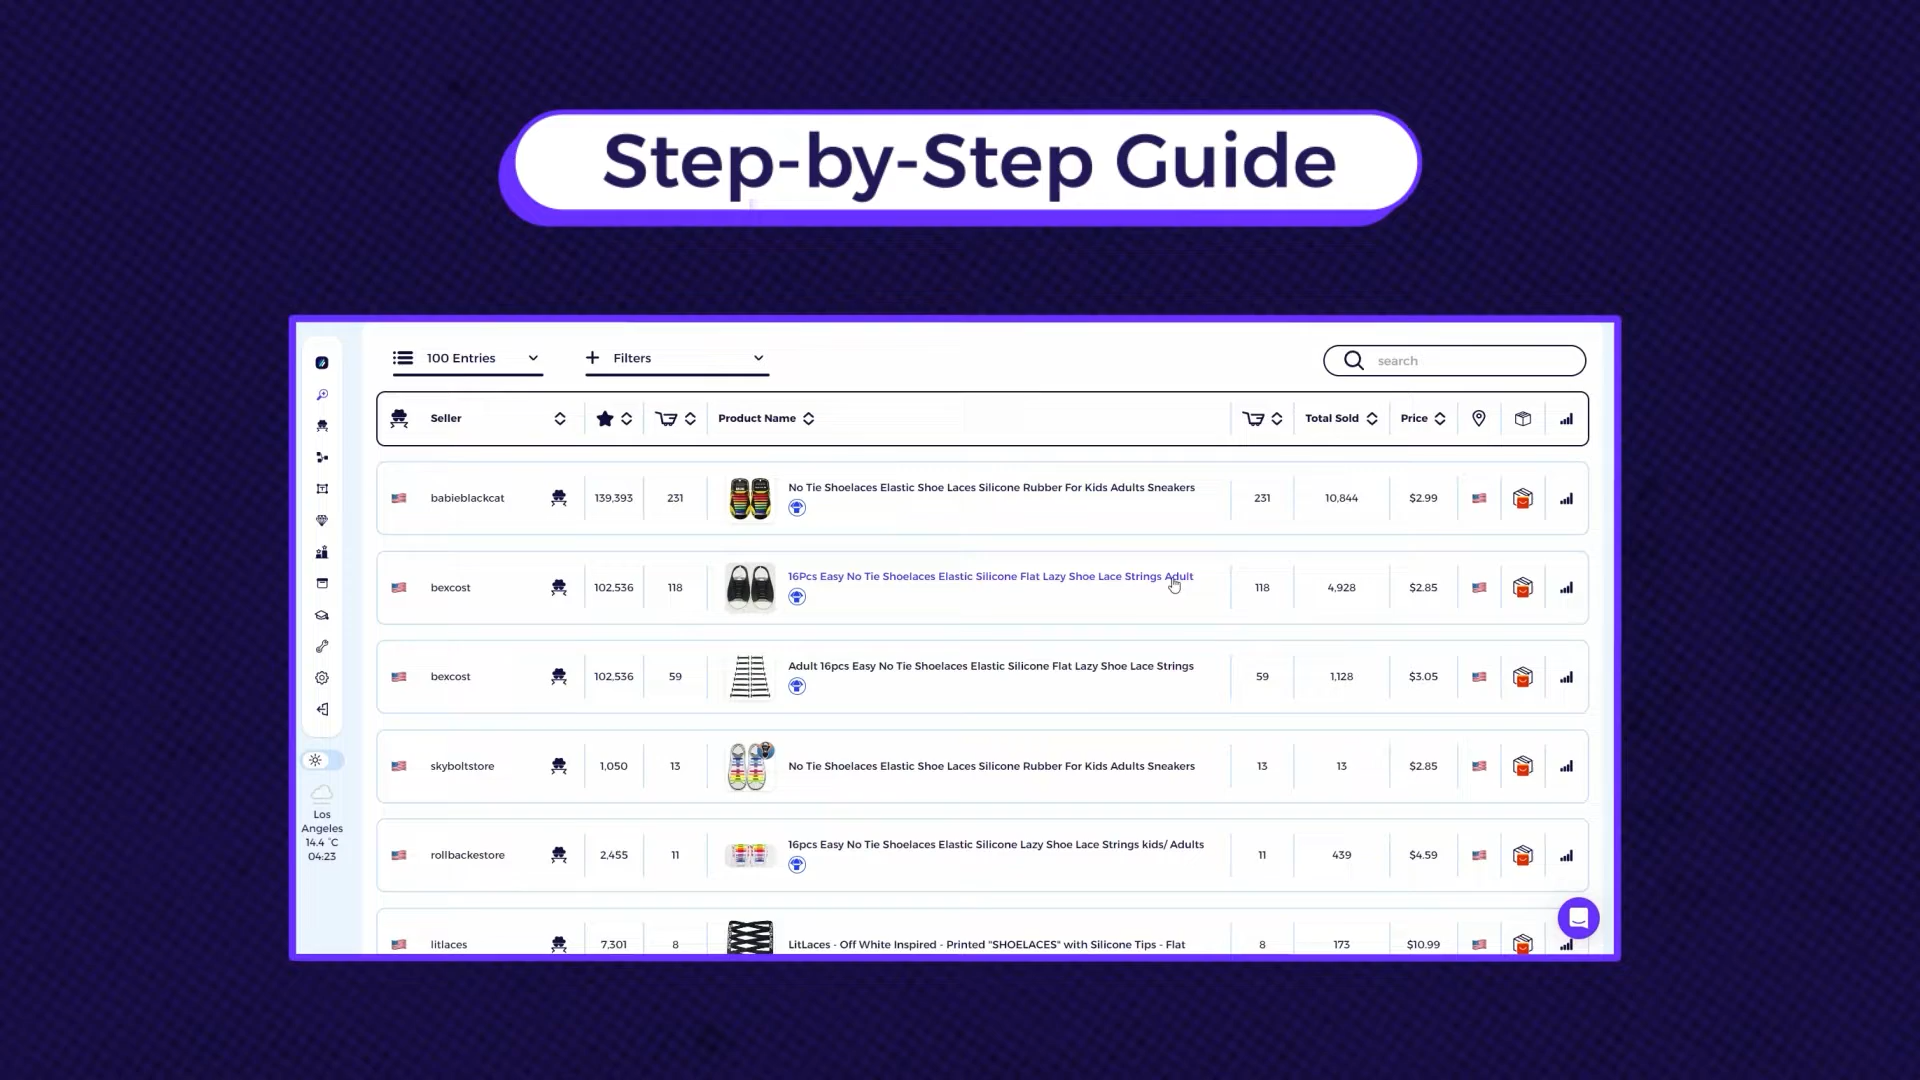 Step-by-Step Guide
100 Entries
Filters
search
Seller
Product Name
Total Sold
Price
babieblackcat 139,393 231 No Tie Shoelaces Elastic Shoe Laces Silicone Rubber For Kids Adults Sneakers 231 10,844 $2.99
bexcost 102,536 118 16Pcs Easy No Tie Shoelaces Elastic Silicone Flat Lazy Shoe Lace Strings Adult 118 4,928 $2.85
bexcost 102,536 59 Adult 16pcs Easy No Tie Shoelaces Elastic Silicone Flat Lazy Shoe Lace Strings 59 1,128 $3.05
skyboltstore 1,050 13 No Tie Shoelaces Elastic Shoe Laces Silicone Rubber For Kids Adults Sneakers 13 13 $2.85
rollbackestore 2,455 11 16pcs Easy No Tie Shoelaces Elastic Silicone Lazy Shoe Lace Strings kids/ Adults 11 439 $4.59
litlaces 7,301 8 LitLaces - Off White Inspired - Printed "SHOELACES" with Silicone Tips - Flat 8 173 $10.99
Los
Angeles
14.4 °C
04:23